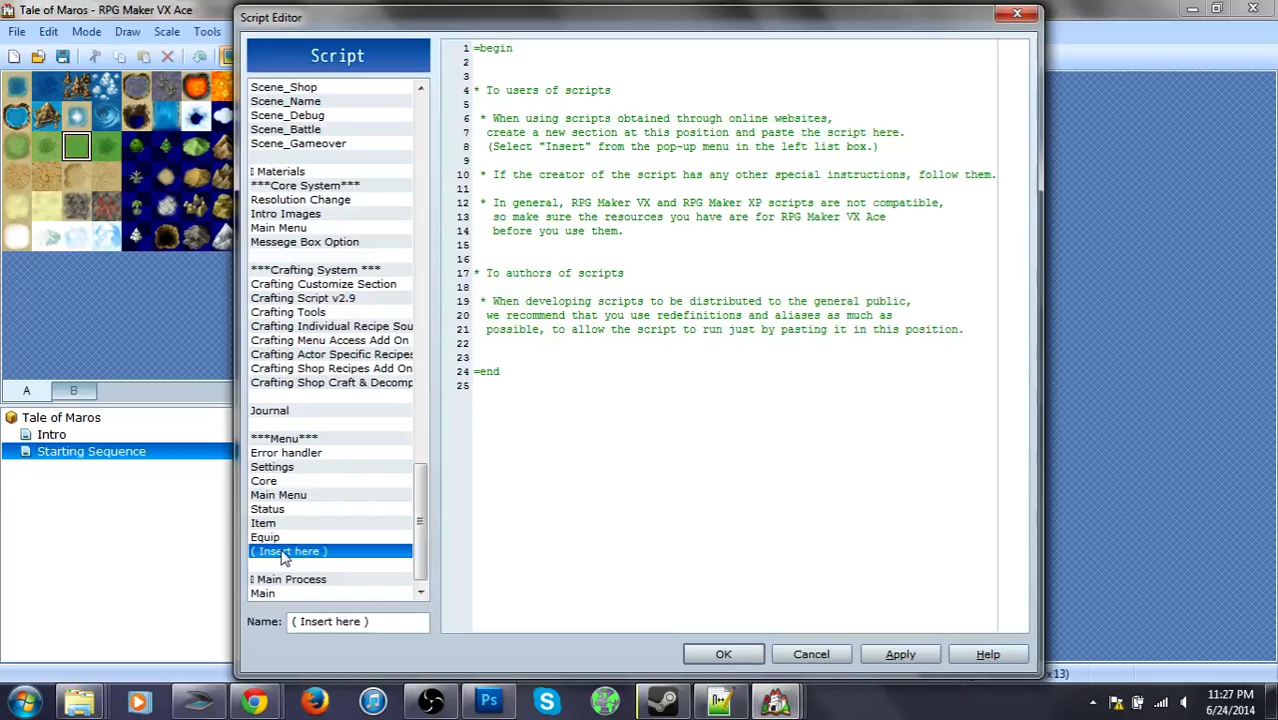 Tale of Maros - RPG Maker VX Ace
File Edit Mode Draw Scale Tools
A B
Tale of Maros
Intro
Starting Sequence
Script Editor
Script
Scene_Shop
Scene_Name
Scene_Debug
Scene_Battle
Scene_Gameover
Materials
***Core System***
Resolution Change
Intro Images
Main Menu
Messege Box Option
***Crafting System ***
Crafting Customize Section
Crafting Script v2.9
Crafting Tools
Crafting Individual Recipe Sou
Crafting Menu Access Add On
Crafting Actor Specific Recipes
Crafting Shop Recipes Add On
Crafting Shop Craft & Decomp
Journal
***Menu***
Error handler
Settings
Core
Main Menu
Status
Item
Equip
( Insert here )
Main Process
Main
Name: ( Insert here )
1 =begin
2
3
4 * To users of scripts
5
6 * When using scripts obtained through online websites,
7 create a new section at this position and paste the script here.
8 (Select "Insert" from the pop-up menu in the left list box.)
9
10 * If the creator of the script has any other special instructions, follow them.
11
12 * In general, RPG Maker VX and RPG Maker XP scripts are not compatible,
13 so make sure the resources you have are for RPG Maker VX Ace
14 before you use them.
15
16
17 * To authors of scripts
18
19 * When developing scripts to be distributed to the general public,
20 we recommend that you use redefinitions and aliases as much as
21 possible, to allow the script to run just by pasting it in this position.
22
23
24 =end
25
OK Cancel Apply Help
x13)
11:27 PM
6/24/2014